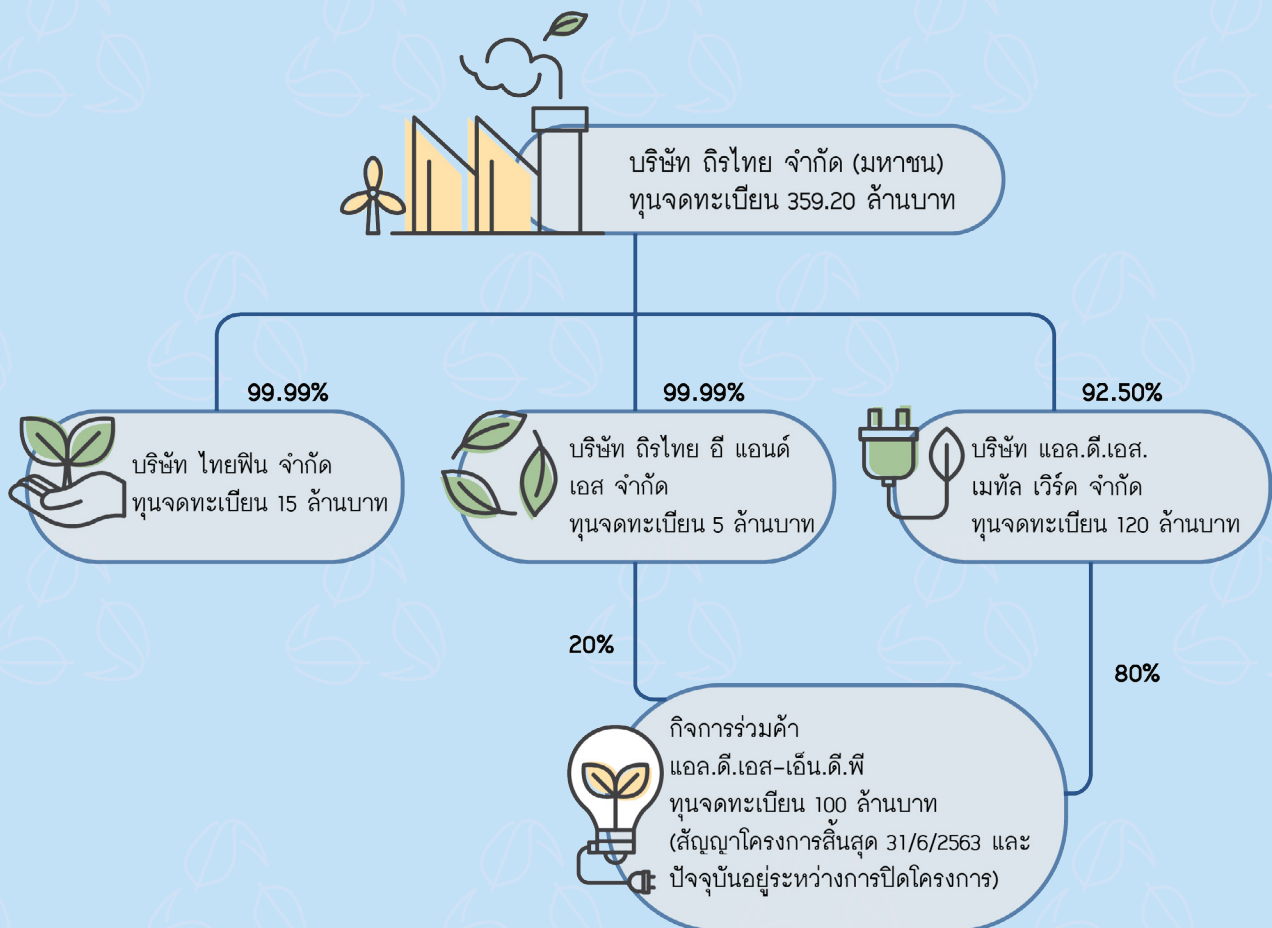 บริษัท ถิรไทย จำกัด (มหาชน)
ทุนจดทะเบียน 359.20 ล้านบาท
99.99%
99.99%
92.50%
บริษัท ไทยฟิน จำกัด
ทุนจดทะเบียน 15 ล้านบาท
บริษัท ถิรไทย อี แอนด์
เอส จำกัด
ทุนจดทะเบียน 5 ล้านบาท
บริษัท แอล.ดี.เอส.
เมทัล เวิร์ค จำกัด
ทุนจดทะเบียน 120 ล้านบาท
20%
80%
กิจการร่วมค้า
แอล.ดี.เอส-เอ็น.ดี.พี
ทุนจดทะเบียน 100 ล้านบาท
(สัญญาโครงการสิ้นสุด 31/6/2563 และ
ปัจจุบันอยู่ระหว่างการปิดโครงการ)